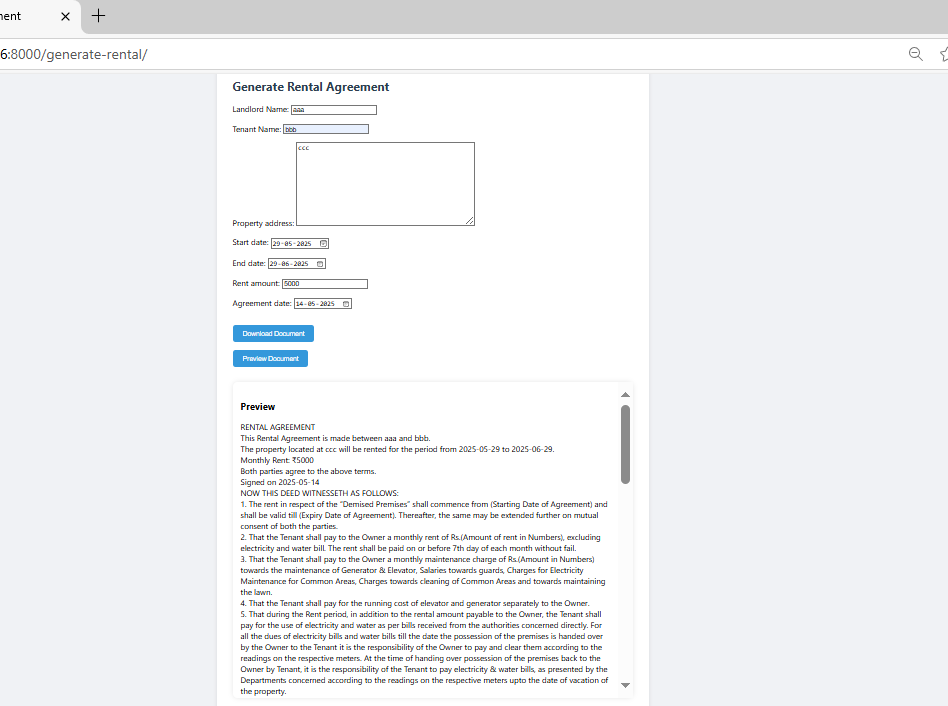 ment
6:8000/generate-rental/
Generate Rental Agreement
Landlord Name: aaa
Tenant Name: bbb
ccc
Property address:
Start date: 29-05-2025
End date: 29-06-2025
Rent amount: 5000
Agreement date: 14-05-2025
Download Document
Preview Document
Preview
RENTAL AGREEMENT
This Rental Agreement is made between aaa and bbb.
The property located at ccc will be rented for the period from 2025-05-29 to 2025-06-29.
Monthly Rent: ₹5000
Both parties agree to the above terms.
Signed on 2025-05-14
NOW THIS DEED WITNESSETH AS FOLLOWS:
1. The rent in respect of the “Demised Premises” shall commence from (Starting Date of Agreement) and
shall be valid till (Expiry Date of Agreement). Thereafter, the same may be extended further on mutual
consent of both the parties.
2. That the Tenant shall pay to the Owner a monthly rent of Rs.(Amount of rent in Numbers), excluding
electricity and water bill. The rent shall be paid on or before 7th day of each month without fail.
3. That the Tenant shall pay to the Owner a monthly maintenance charge of Rs.(Amount in Numbers)
towards the maintenance of Generator & Elevator, Salaries towards guards, Charges for Electricity
Maintenance for Common Areas, Charges towards cleaning of Common Areas and towards maintaining
the lawn.
4. That the Tenant shall pay for the running cost of elevator and generator separately to the Owner.
5. That during the Rent period, in addition to the rental amount payable to the Owner, the Tenant shall
pay for the use of electricity and water as per bills received from the authorities concerned directly. For
all the dues of electricity bills and water bills till the date the possession of the premises is handed over
by the Owner to the Tenant it is the responsibility of the Owner to pay and clear them according to the
readings on the respective meters. At the time of handing over possession of the premises back to the
Owner by Tenant, it is the responsibility of the Tenant to pay electricity & water bills, as presented by the
Departments concerned according to the readings on the respective meters upto the date of vacation of
the property.